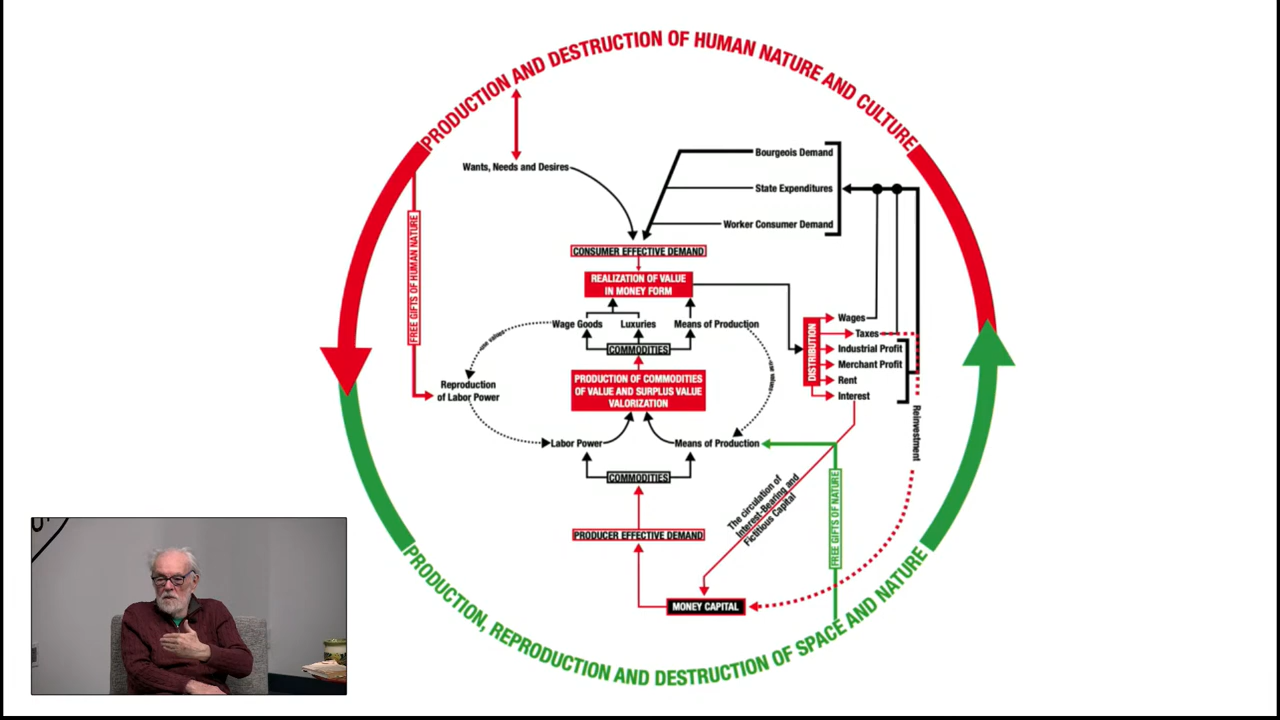 PRODUCTION AND DESTRUCTION OF HUMAN NATURE AND CULTURE
Wants, Needs and Desires
Bourgeois Demand
State Expenditures
Worker Consumer Demand
FREE GIFTS OF HUMAN NATURE
CONSUMER EFFECTIVE DEMAND
REALIZATION OF VALUE
IN MONEY FORM
Wage Goods
Luxuries
Means of Production
use values
use values
COMMODITIES
DISTRIBUTION
Wages
Taxes
Industrial Profit
Merchant Profit
Rent
Interest
Reproduction
of Labor Power
PRODUCTION OF COMMODITIES
OF VALUE AND SURPLUS VALUE
VALORIZATION
Labor Power
Means of Production
Reinvestment
COMMODITIES
The circulation of
Interest-Bearing and
Fictitious Capital
FREE GIFTS OF NATURE
PRODUCER EFFECTIVE DEMAND
MONEY CAPITAL
PRODUCTION, REPRODUCTION AND DESTRUCTION OF SPACE AND NATURE